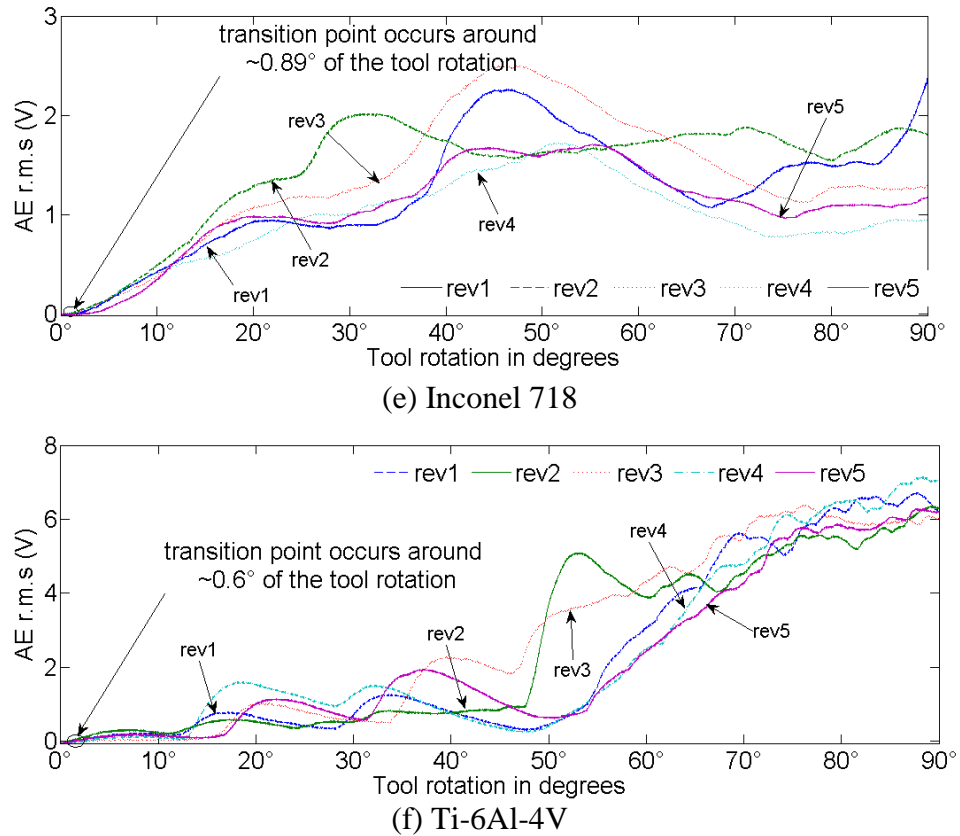 3
transition point occurs around
~0.89° of the tool rotation
2
rev3
rev5
AE r.m.s (V)
1
rev4
rev2
rev1
rev1 rev2 rev3 rev4 rev5
0
0° 10° 20° 30° 40° 50° 60° 70° 80° 90°
Tool rotation in degrees
(e) Inconel 718
8
rev1 rev2 rev3 rev4 rev5
6
transition point occurs around
~0.6° of the tool rotation
rev4
4
AE r.m.s (V)
rev1
rev2
rev3
rev5
2
0
0° 10° 20° 30° 40° 50° 60° 70° 80° 90°
Tool rotation in degrees
(f) Ti-6Al-4V